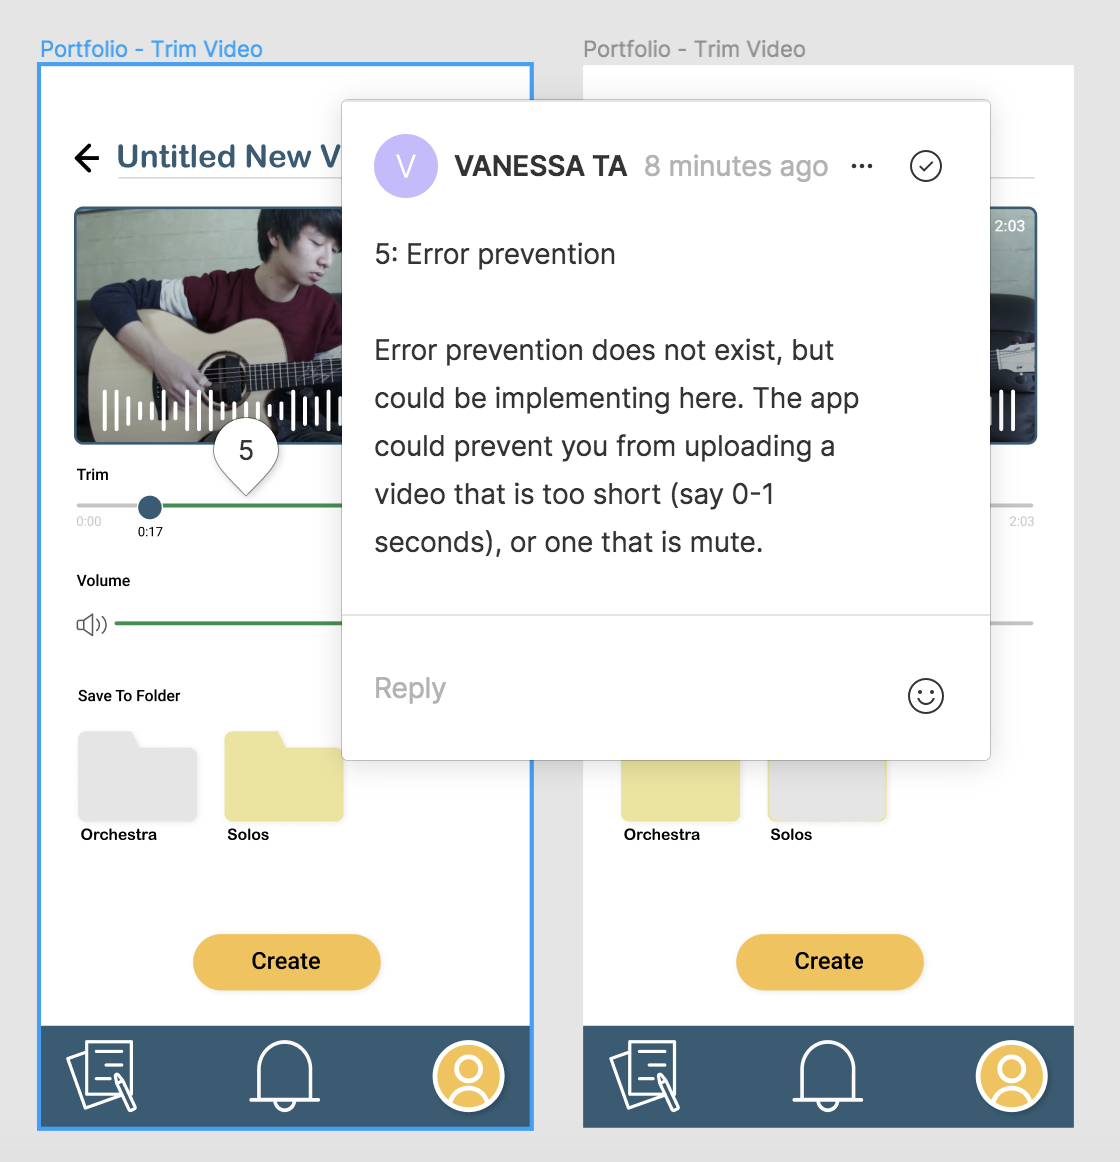 Portfolio - Trim Video
Portfolio - Trim Video
Untitled New V
V
VANESSA TA 8 minutes ago
5: Error prevention
Error prevention does not exist, but
could be implementing here. The app
could prevent you from uploading a
video that is too short (say 0-1
seconds), or one that is mute.
Reply
2:03
5
Trim
0:00
0:17
2:03
Volume
Save To Folder
Orchestra
Solos
Orchestra
Solos
Create
Create